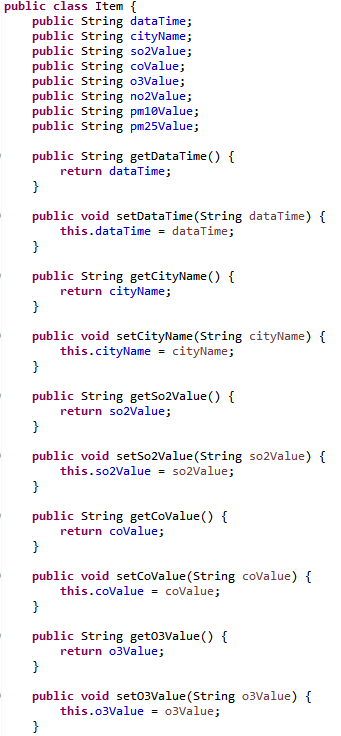 public class Item {
    public String dataTime;
    public String cityName;
    public String so2Value;
    public String coValue;
    public String o3Value;
    public String no2Value;
    public String pm10Value;
    public String pm25Value;

    public String getDataTime() {
        return dataTime;
    }

    public void setDataTime(String dataTime) {
        this.dataTime = dataTime;
    }

    public String getCityName() {
        return cityName;
    }

    public void setCityName(String cityName) {
        this.cityName = cityName;
    }

    public String getSo2Value() {
        return so2Value;
    }

    public void setSo2Value(String so2Value) {
        this.so2Value = so2Value;
    }

    public String getCoValue() {
        return coValue;
    }

    public void setCoValue(String coValue) {
        this.coValue = coValue;
    }

    public String getO3Value() {
        return o3Value;
    }

    public void setO3Value(String o3Value) {
        this.o3Value = o3Value;
    }